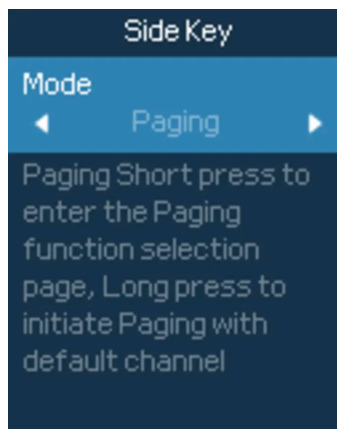 Side Key
Mode
Paging
Paging Short press to
enter the Paging
function selection
page, Long press to
initiate Paging with
default channel